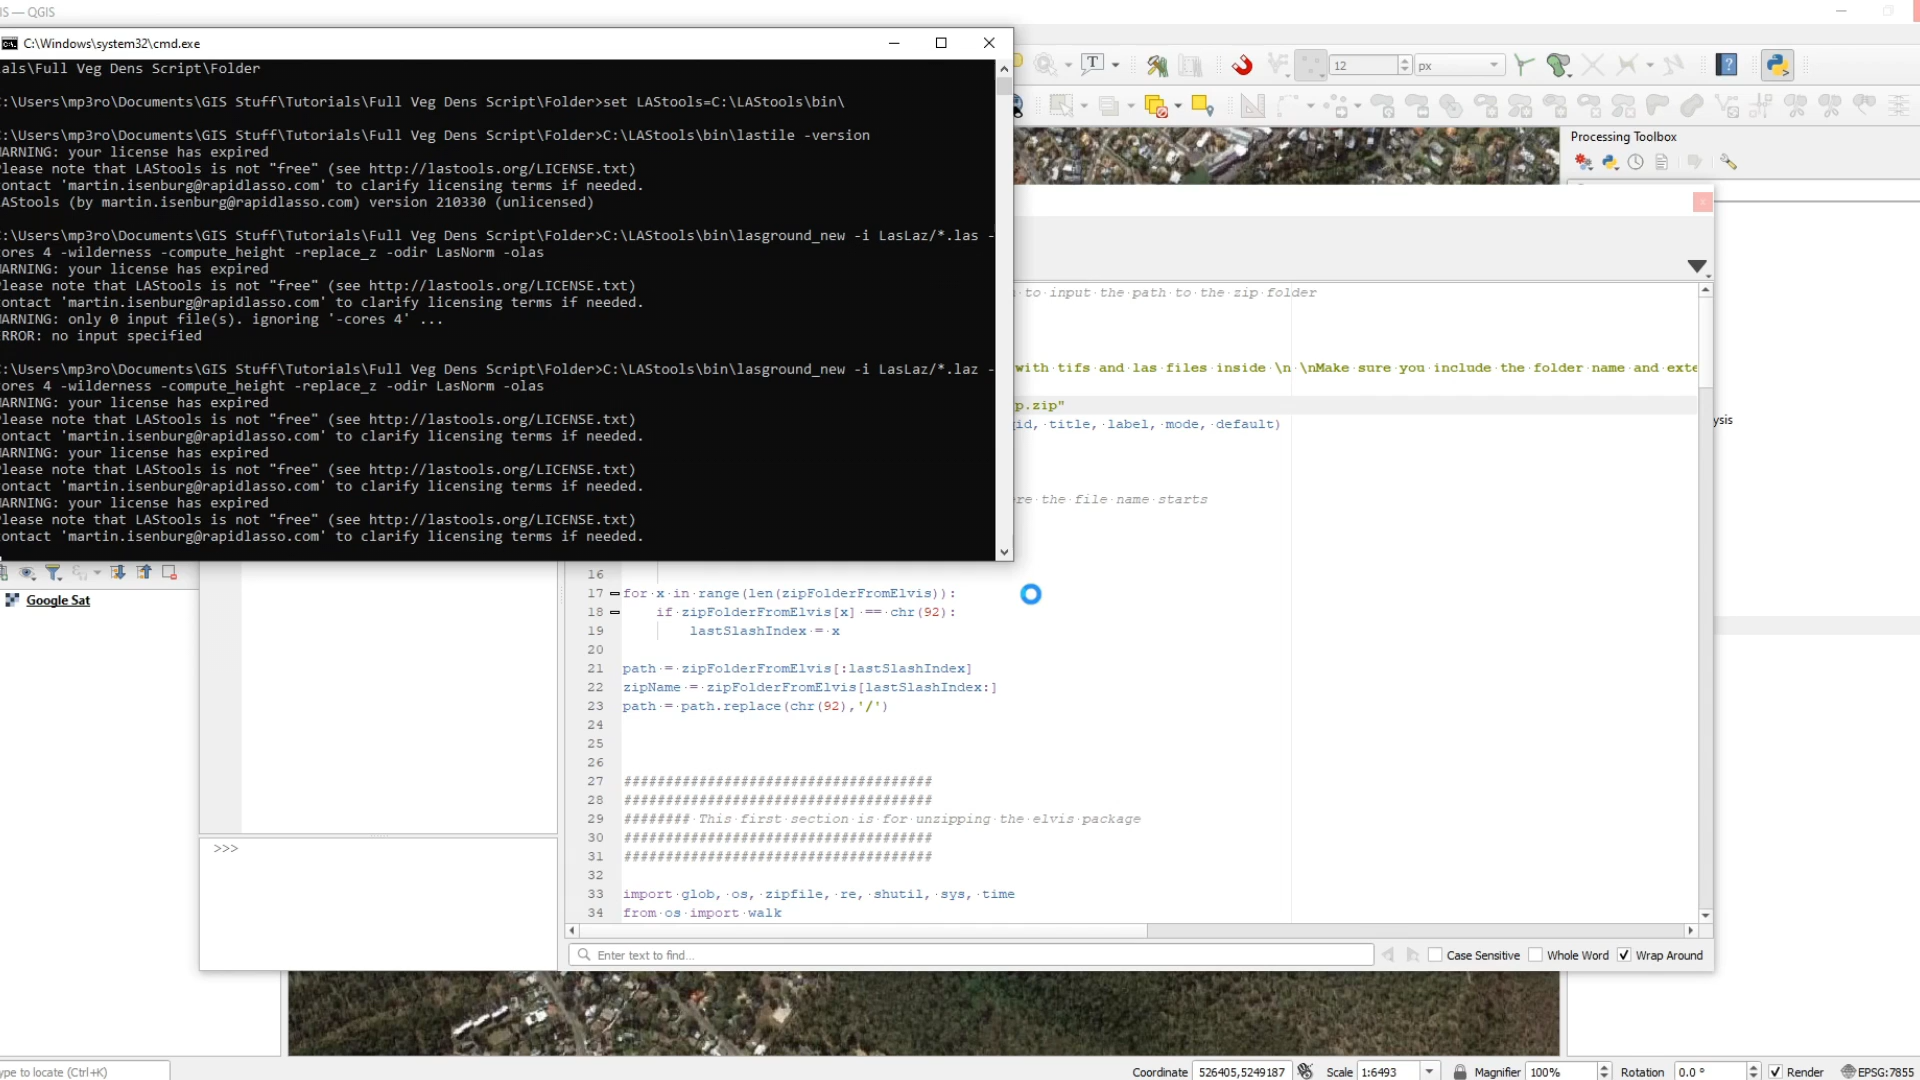 IS — QGIS
C:\Windows\system32\cmd.exe
als\Full Veg Dens Script\Folder
:\Users\mp3ro\Documents\GIS Stuff\Tutorials\Full Veg Dens Script\Folder>set LAStools=C:\LAStools\bin\
:\Users\mp3ro\Documents\GIS Stuff\Tutorials\Full Veg Dens Script\Folder>C:\LAStools\bin\lastile -version
ARNING: your license has expired
lease note that LAStools is not "free" (see http://lastools.org/LICENSE.txt)
ontact 'martin.isenburg@rapidlasso.com' to clarify licensing terms if needed.
AStools (by martin.isenburg@rapidlasso.com) version 210330 (unlicensed)
:\Users\mp3ro\Documents\GIS Stuff\Tutorials\Full Veg Dens Script\Folder>C:\LAStools\bin\lasground_new -i LasLaz/*.las -
ores 4 -wilderness -compute_height -replace_z -odir LasNorm -olas
ARNING: your license has expired
lease note that LAStools is not "free" (see http://lastools.org/LICENSE.txt)
ontact 'martin.isenburg@rapidlasso.com' to clarify licensing terms if needed.
ARNING: only 0 input file(s). ignoring '-cores 4' ...
RROR: no input specified
:\Users\mp3ro\Documents\GIS Stuff\Tutorials\Full Veg Dens Script\Folder>C:\LAStools\bin\lasground_new -i LasLaz/*.laz -
ores 4 -wilderness -compute_height -replace_z -odir LasNorm -olas
ARNING: your license has expired
lease note that LAStools is not "free" (see http://lastools.org/LICENSE.txt)
ontact 'martin.isenburg@rapidlasso.com' to clarify licensing terms if needed.
ARNING: your license has expired
lease note that LAStools is not "free" (see http://lastools.org/LICENSE.txt)
ontact 'martin.isenburg@rapidlasso.com' to clarify licensing terms if needed.
ARNING: your license has expired
lease note that LAStools is not "free" (see http://lastools.org/LICENSE.txt)
ontact 'martin.isenburg@rapidlasso.com' to clarify licensing terms if needed.
12 px
Processing Toolbox
ysis
to input the path to the zip folder
with tifs and las files inside \n \nMake sure you include the folder name and exte
p.zip"
id, title, label, mode, default)
re the file name starts
16
17 for x in range(len(zipFolderFromElvis)):
18 if zipFolderFromElvis[x] == chr(92):
19 lastSlashIndex = x
20
21 path = zipFolderFromElvis[:lastSlashIndex]
22 zipName = zipFolderFromElvis[lastSlashIndex:]
23 path = path.replace(chr(92),'/')
24
25
26
27 #####################################
28 #####################################
29 ######## This first section is for unzipping the elvis package
30 #####################################
31 #####################################
32
33 import glob, os, zipfile, re, shutil, sys, time
34 from os import walk
Google Sat
>>>
Enter text to find...
Case Sensitive Whole Word Wrap Around
ype to locate (Ctrl+K)
Coordinate 526405,5249187 Scale 1:6493 Magnifier 100% Rotation 0.0 ° Render EPSG:7855